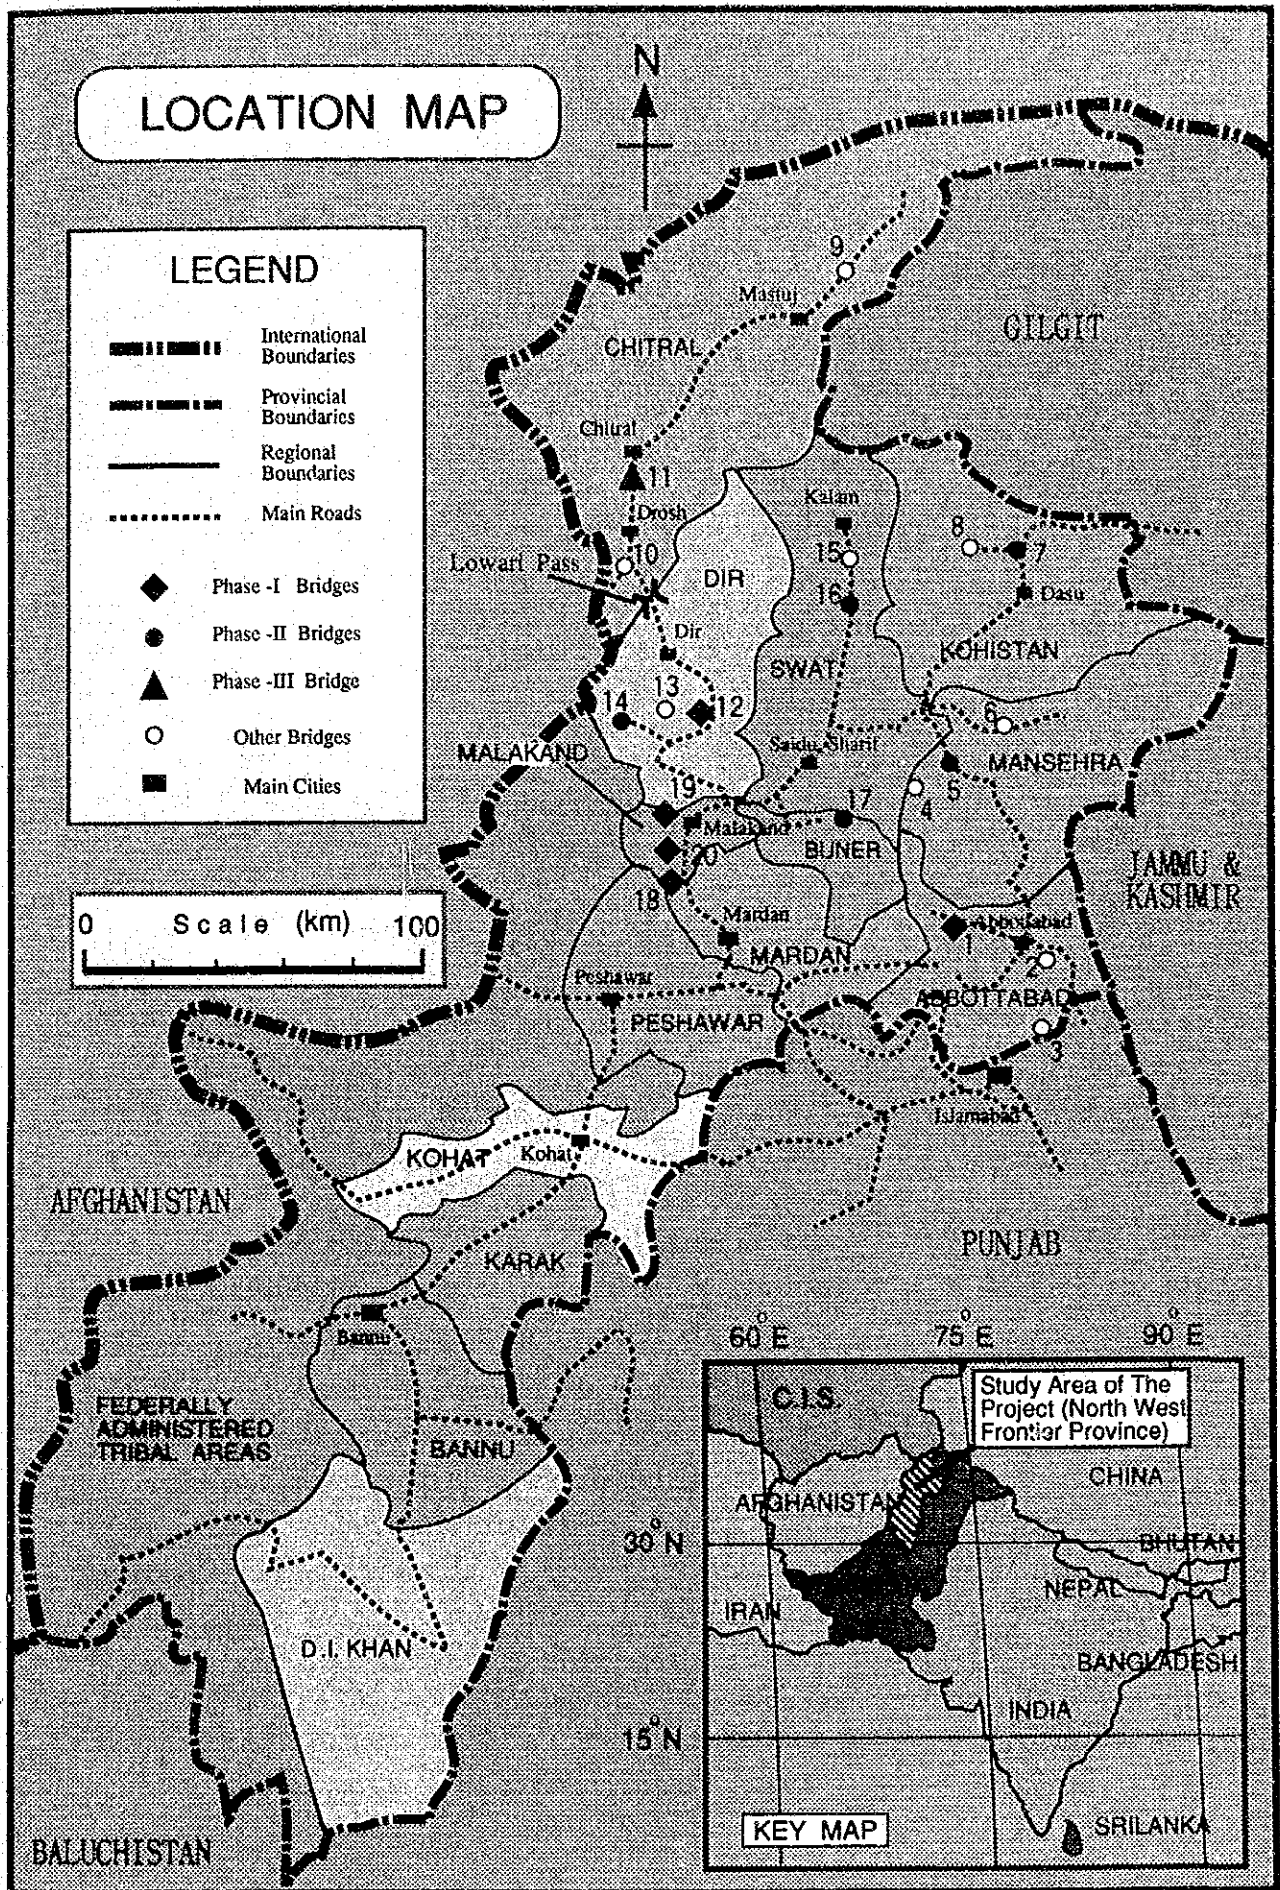 LOCATION MAP
N
LEGEND
International
Boundaries
Provincial
Boundaries
Regional
Boundaries
Main Roads
Phase -I Bridges
Phase -II Bridges
Phase -III Bridge
Other Bridges
Main Cities
0 Scale (km) 100
9
Mastuj
GILGIT
CHITRAL
Chitral
11
Kalam
Drosh
8
7
10
15
Lowari Pass
DIR
16
Dasu
Dir
KOHISTAN
SWAT
13
14
12
6
Saidu Sharif
MALAKAND
MANSEHRA
19
17
4
5
Malakand
20
BUNER
JAMMU &
KASHMIR
18
Mardan
Abbottabad
1
MARDAN
2
Peshawar
ABBOTTABAD
PESHAWAR
3
Islamabad
KOHAT
Kohat
AFGHANISTAN
PUNJAB
KARAK
Bannu
FEDERALLY
ADMINISTERED
TRIBAL AREAS
BANNU
D.I. KHAN
BALUCHISTAN
60°E 75°E 90°E
C.I.S.
Study Area of The
Project (North West
Frontier Province)
CHINA
AFGHANISTAN
30°N
BHUTAN
NEPAL
IRAN
BANGLADESH
INDIA
15°N
KEY MAP
SRILANKA